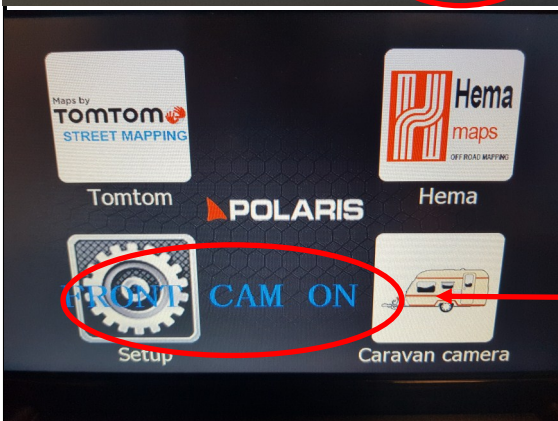 Maps by
TOMTOM
STREET MAPPING
Hema
maps
OFF ROAD MAPPING
Tomtom
Hema
POLARIS
FRONT CAM ON
Setup
Caravan camera